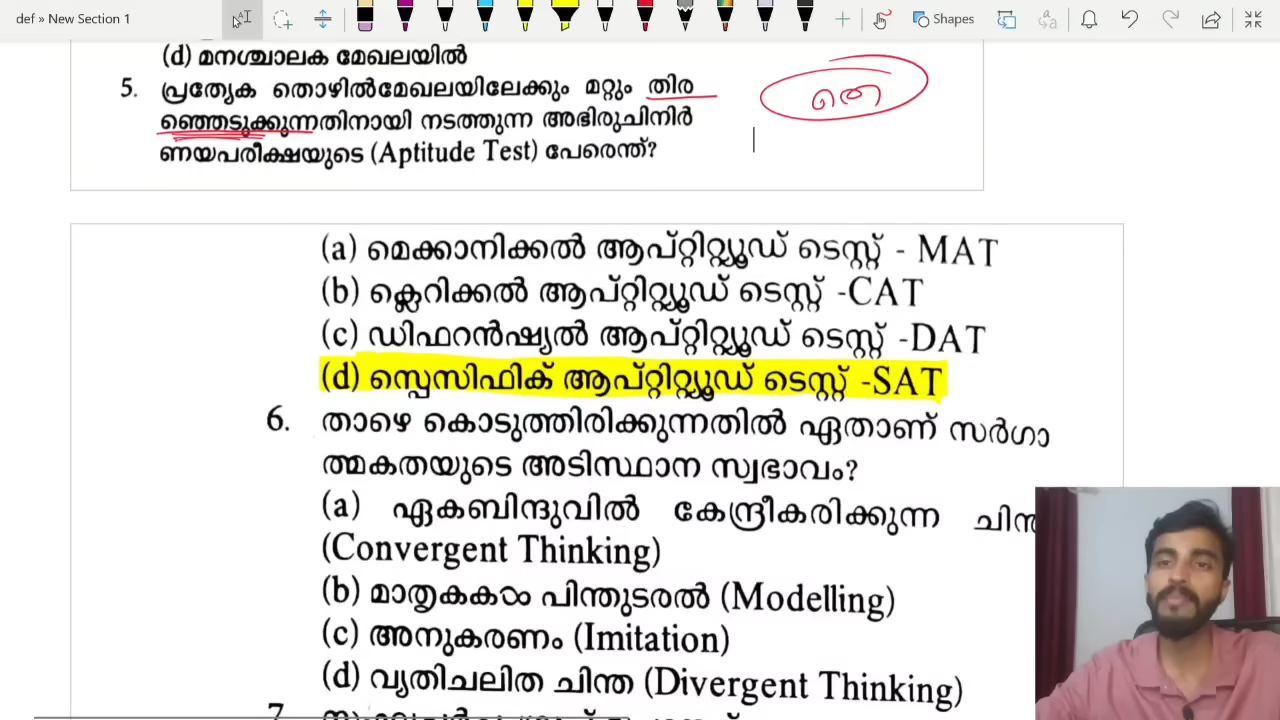 def » New Section 1
Shapes
(d) മനശ്ചാലക മേഖലയിൽ
5. പ്രത്യേക തൊഴിൽമേഖലയിലേക്കും മറ്റും തിര
ഞ്ഞെടുക്കുന്നതിനായി നടത്തുന്ന അഭിരുചിനിർ
ണയപരീക്ഷയുടെ (Aptitude Test) പേരെന്ത്?
(a) മെക്കാനിക്കൽ ആപ്റ്റിറ്റ്യൂഡ് ടെസ്റ്റ് - MAT
(b) ക്ലെറിക്കൽ ആപ്റ്റിറ്റ്യൂഡ് ടെസ്റ്റ് -CAT
(c) ഡിഫറൻഷ്യൽ ആപ്റ്റിറ്റ്യൂഡ് ടെസ്റ്റ് -DAT
(d) സ്പെസിഫിക് ആപ്റ്റിറ്റ്യൂഡ് ടെസ്റ്റ് -SAT
6. താഴെ കൊടുത്തിരിക്കുന്നതിൽ ഏതാണ് സർഗാ
ത്മകതയുടെ അടിസ്ഥാന സ്വഭാവം?
(a) ഏകബിന്ദുവിൽ കേന്ദ്രീകരിക്കുന്ന
(Convergent Thinking)
(b) മാതൃകകൾ പിന്തുടരൽ (Modelling)
(c) അനുകരണം (Imitation)
(d) വ്യതിചലിത ചിന്ത (Divergent Thinking)
7.